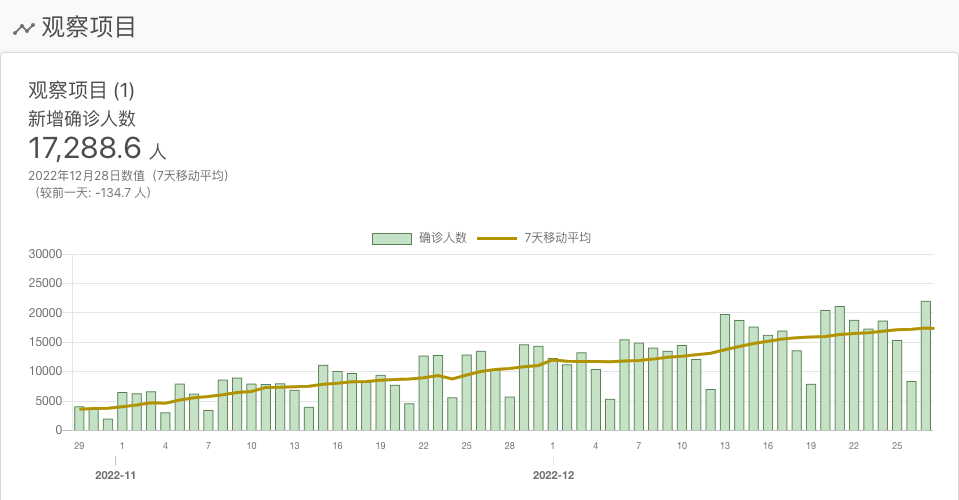 观察项目
观察项目 (1)
新增确诊人数
17,288.6 人
2022年12月28日数值（7天移动平均）
（较前一天: -134.7 人）
确诊人数 7天移动平均
30000
25000
20000
15000
10000
5000
0
29 1 4 7 10 13 16 19 22 25 28 1 4 7 10 13 16 19 22 25
2022-11 2022-12